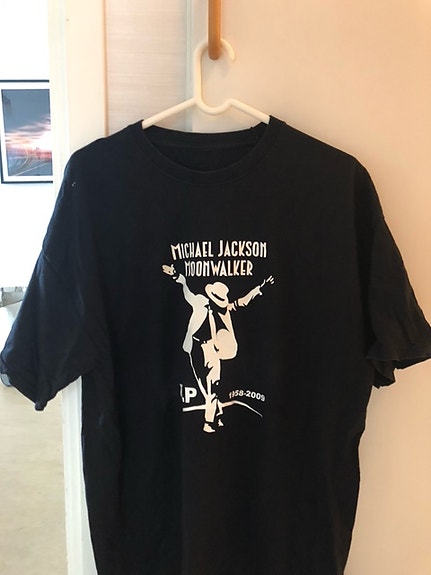 MICHAEL JACKSON
MOONWALKER
.P 1958-2009